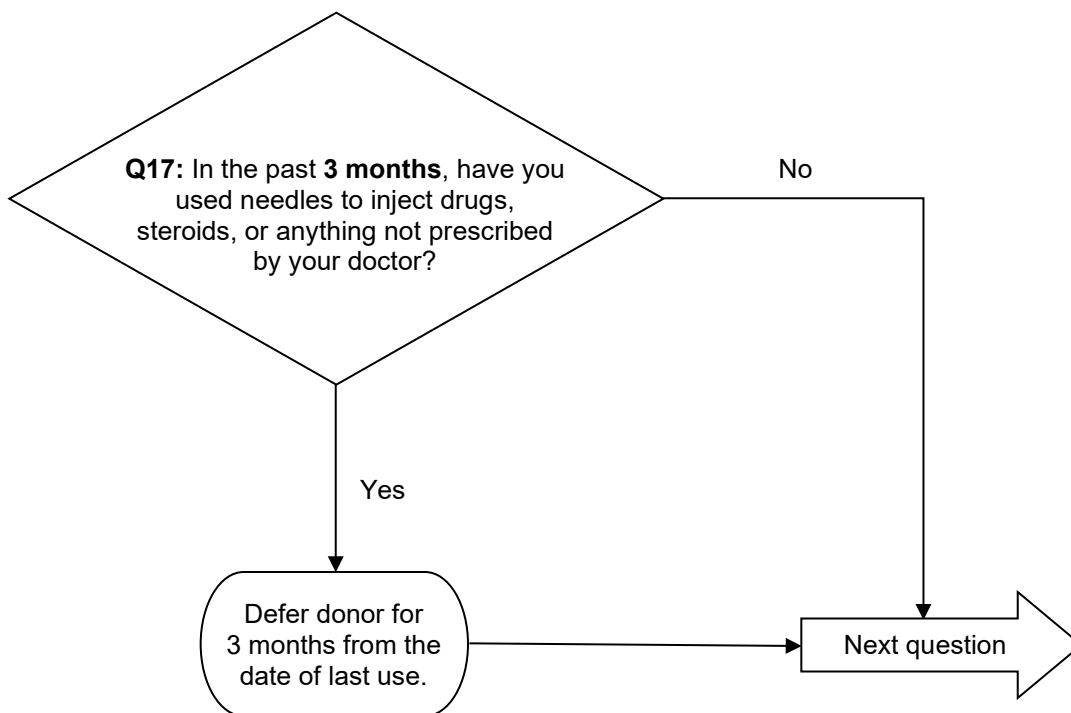 Q17: In the past 3 months, have you
used needles to inject drugs,
steroids, or anything not prescribed
by your doctor?
No
Yes
Defer donor for
3 months from the
date of last use.
Next question